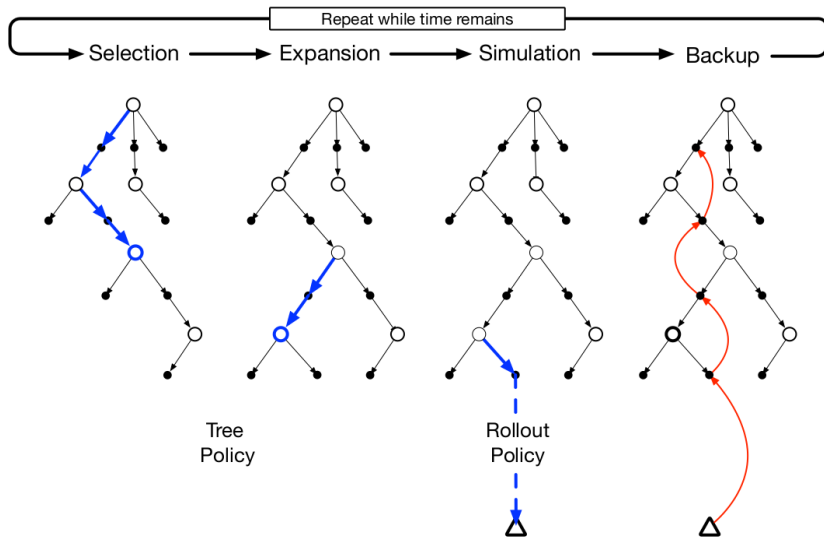 Repeat while time remains
Selection
Expansion
Simulation
Backup
Tree
Policy
Rollout
Policy